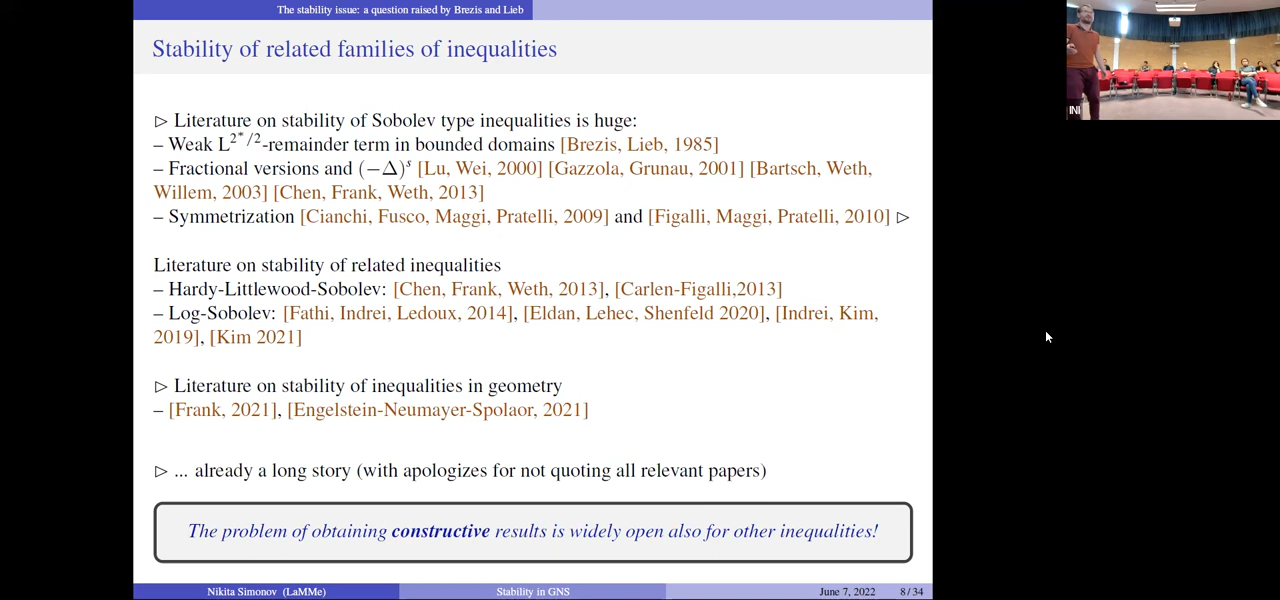 The stability issue: a question raised by Brezis and Lieb
Stability of related families of inequalities
▷ Literature on stability of Sobolev type inequalities is huge:
– Weak L^{2*/2}-remainder term in bounded domains [Brezis, Lieb, 1985]
– Fractional versions and (−Δ)^s [Lu, Wei, 2000] [Gazzola, Grunau, 2001] [Bartsch, Weth,
Willem, 2003] [Chen, Frank, Weth, 2013]
– Symmetrization [Cianchi, Fusco, Maggi, Pratelli, 2009] and [Figalli, Maggi, Pratelli, 2010] ▷
Literature on stability of related inequalities
– Hardy-Littlewood-Sobolev: [Chen, Frank, Weth, 2013], [Carlen-Figalli,2013]
– Log-Sobolev: [Fathi, Indrei, Ledoux, 2014], [Eldan, Lehec, Shenfeld 2020], [Indrei, Kim,
2019], [Kim 2021]
▷ Literature on stability of inequalities in geometry
– [Frank, 2021], [Engelstein-Neumayer-Spolaor, 2021]
▷ ... already a long story (with apologizes for not quoting all relevant papers)
The problem of obtaining constructive results is widely open also for other inequalities!
Nikita Simonov (LaMMe) Stability in GNS June 7, 2022 8 / 34
INI